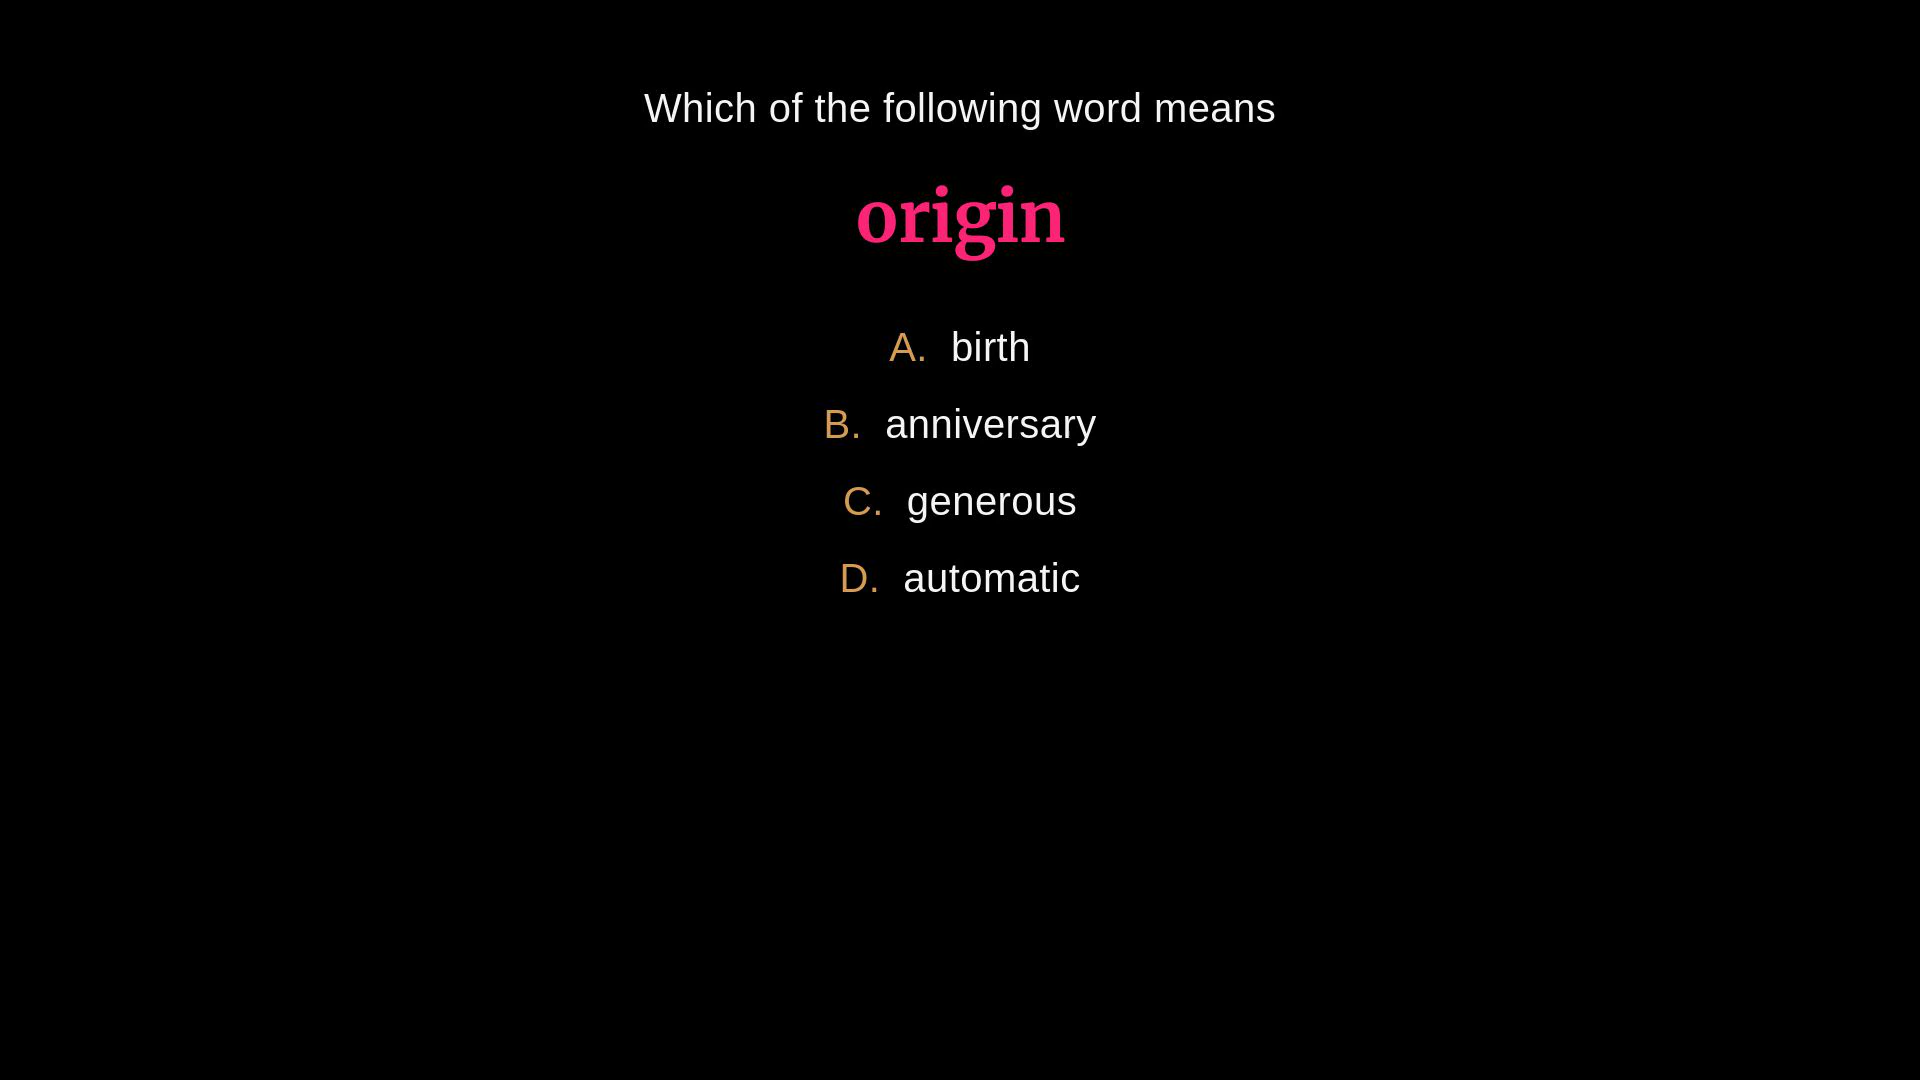 Which of the following word means
origin
A. birth
B. anniversary
C. generous
D. automatic